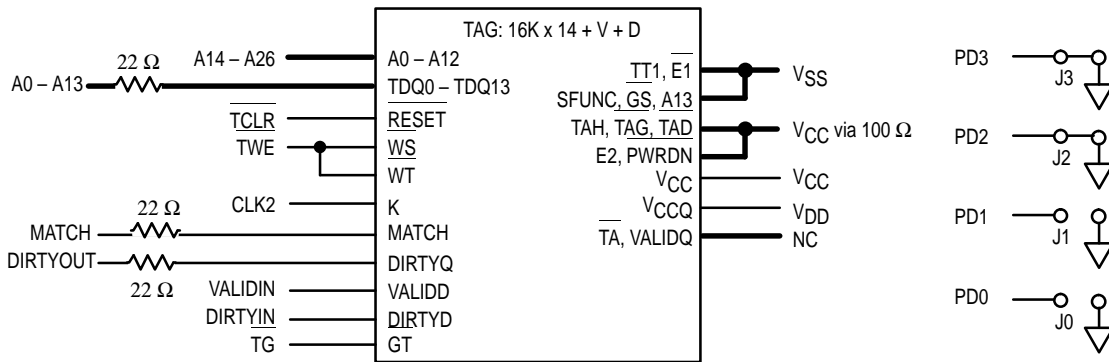 TAG: 16K x 14 + V + D
22 Ω
A14 – A26
A0 – A12
A0 – A13
TDQ0 – TDQ13
TCLR
RESET
TWE
WS
WT
CLK2
K
22 Ω
MATCH
MATCH
DIRTYOUT
DIRTYQ
22 Ω
VALIDIN
VALIDD
DIRTYIN
DIRTYD
TG
GT
TT1, E1
VSS
SFUNC, GS, A13
TAH, TAG, TAD
VCC via 100 Ω
E2, PWRDN
VCC
VCC
VCCQ
VDD
TA, VALIDQ
NC
PD3
J3
PD2
J2
PD1
J1
PD0
J0